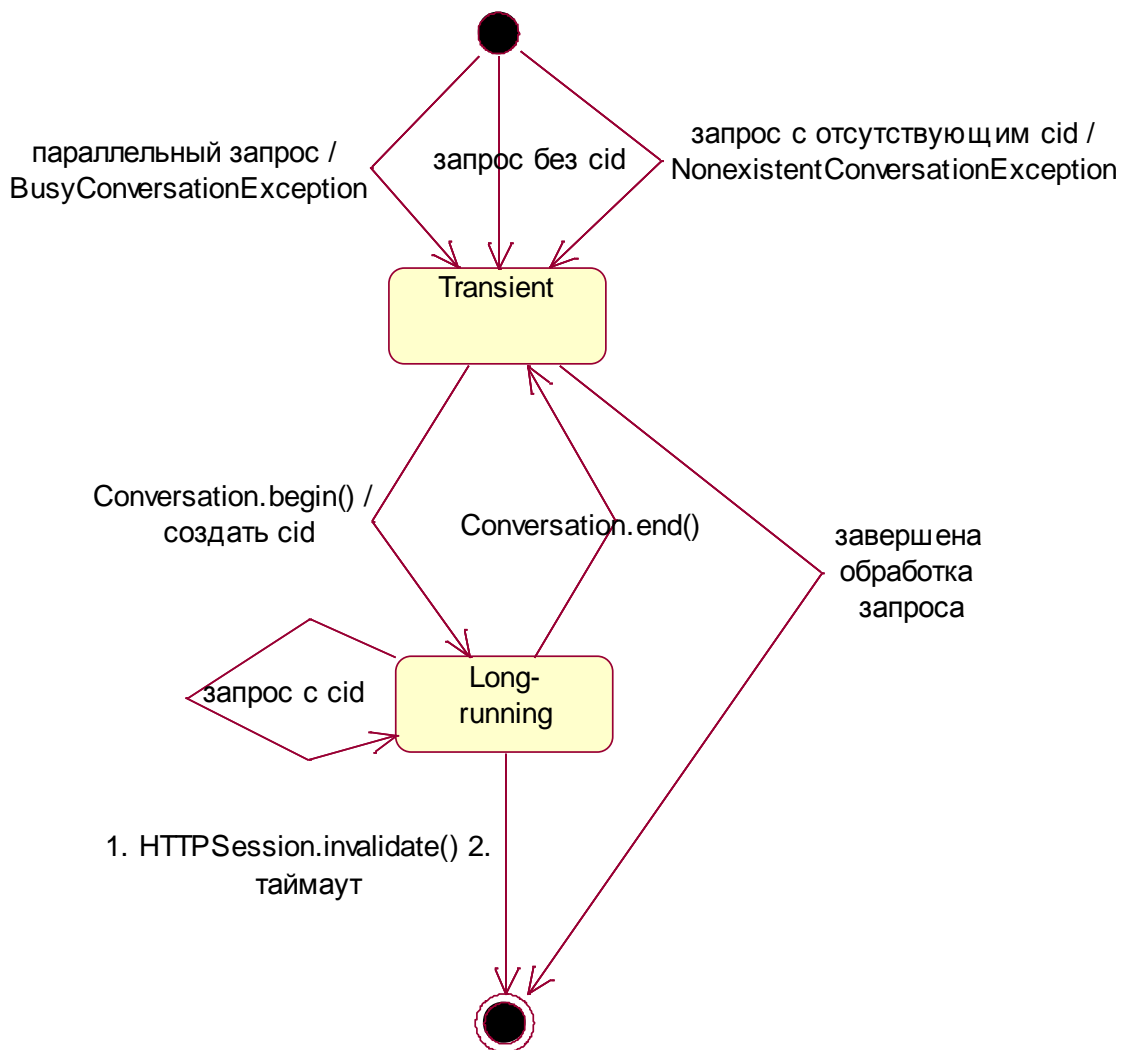 параллельный запрос /
BusyConversationException
запрос без cid
запрос с отсутствующим cid /
NonexistentConversationException
Transient
Conversation.begin() /
создать cid
Conversation.end()
завершена
обработка
запроса
запрос с cid
Long-
running
1. HTTPSession.invalidate() 2.
таймаут